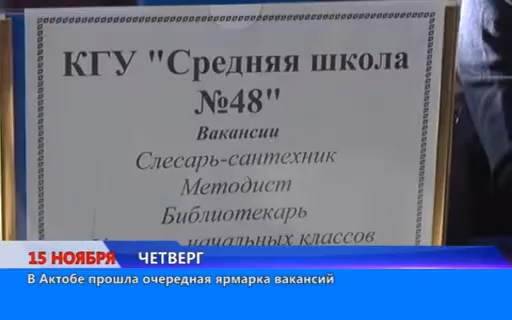 КГУ "Средняя школа
№48"
Вакансии
Слесарь-сантехник
Методист
Библиотекарь
начальных классов
15 НОЯБРЯ ЧЕТВЕРГ
В Актобе прошла очередная ярмарка вакансий